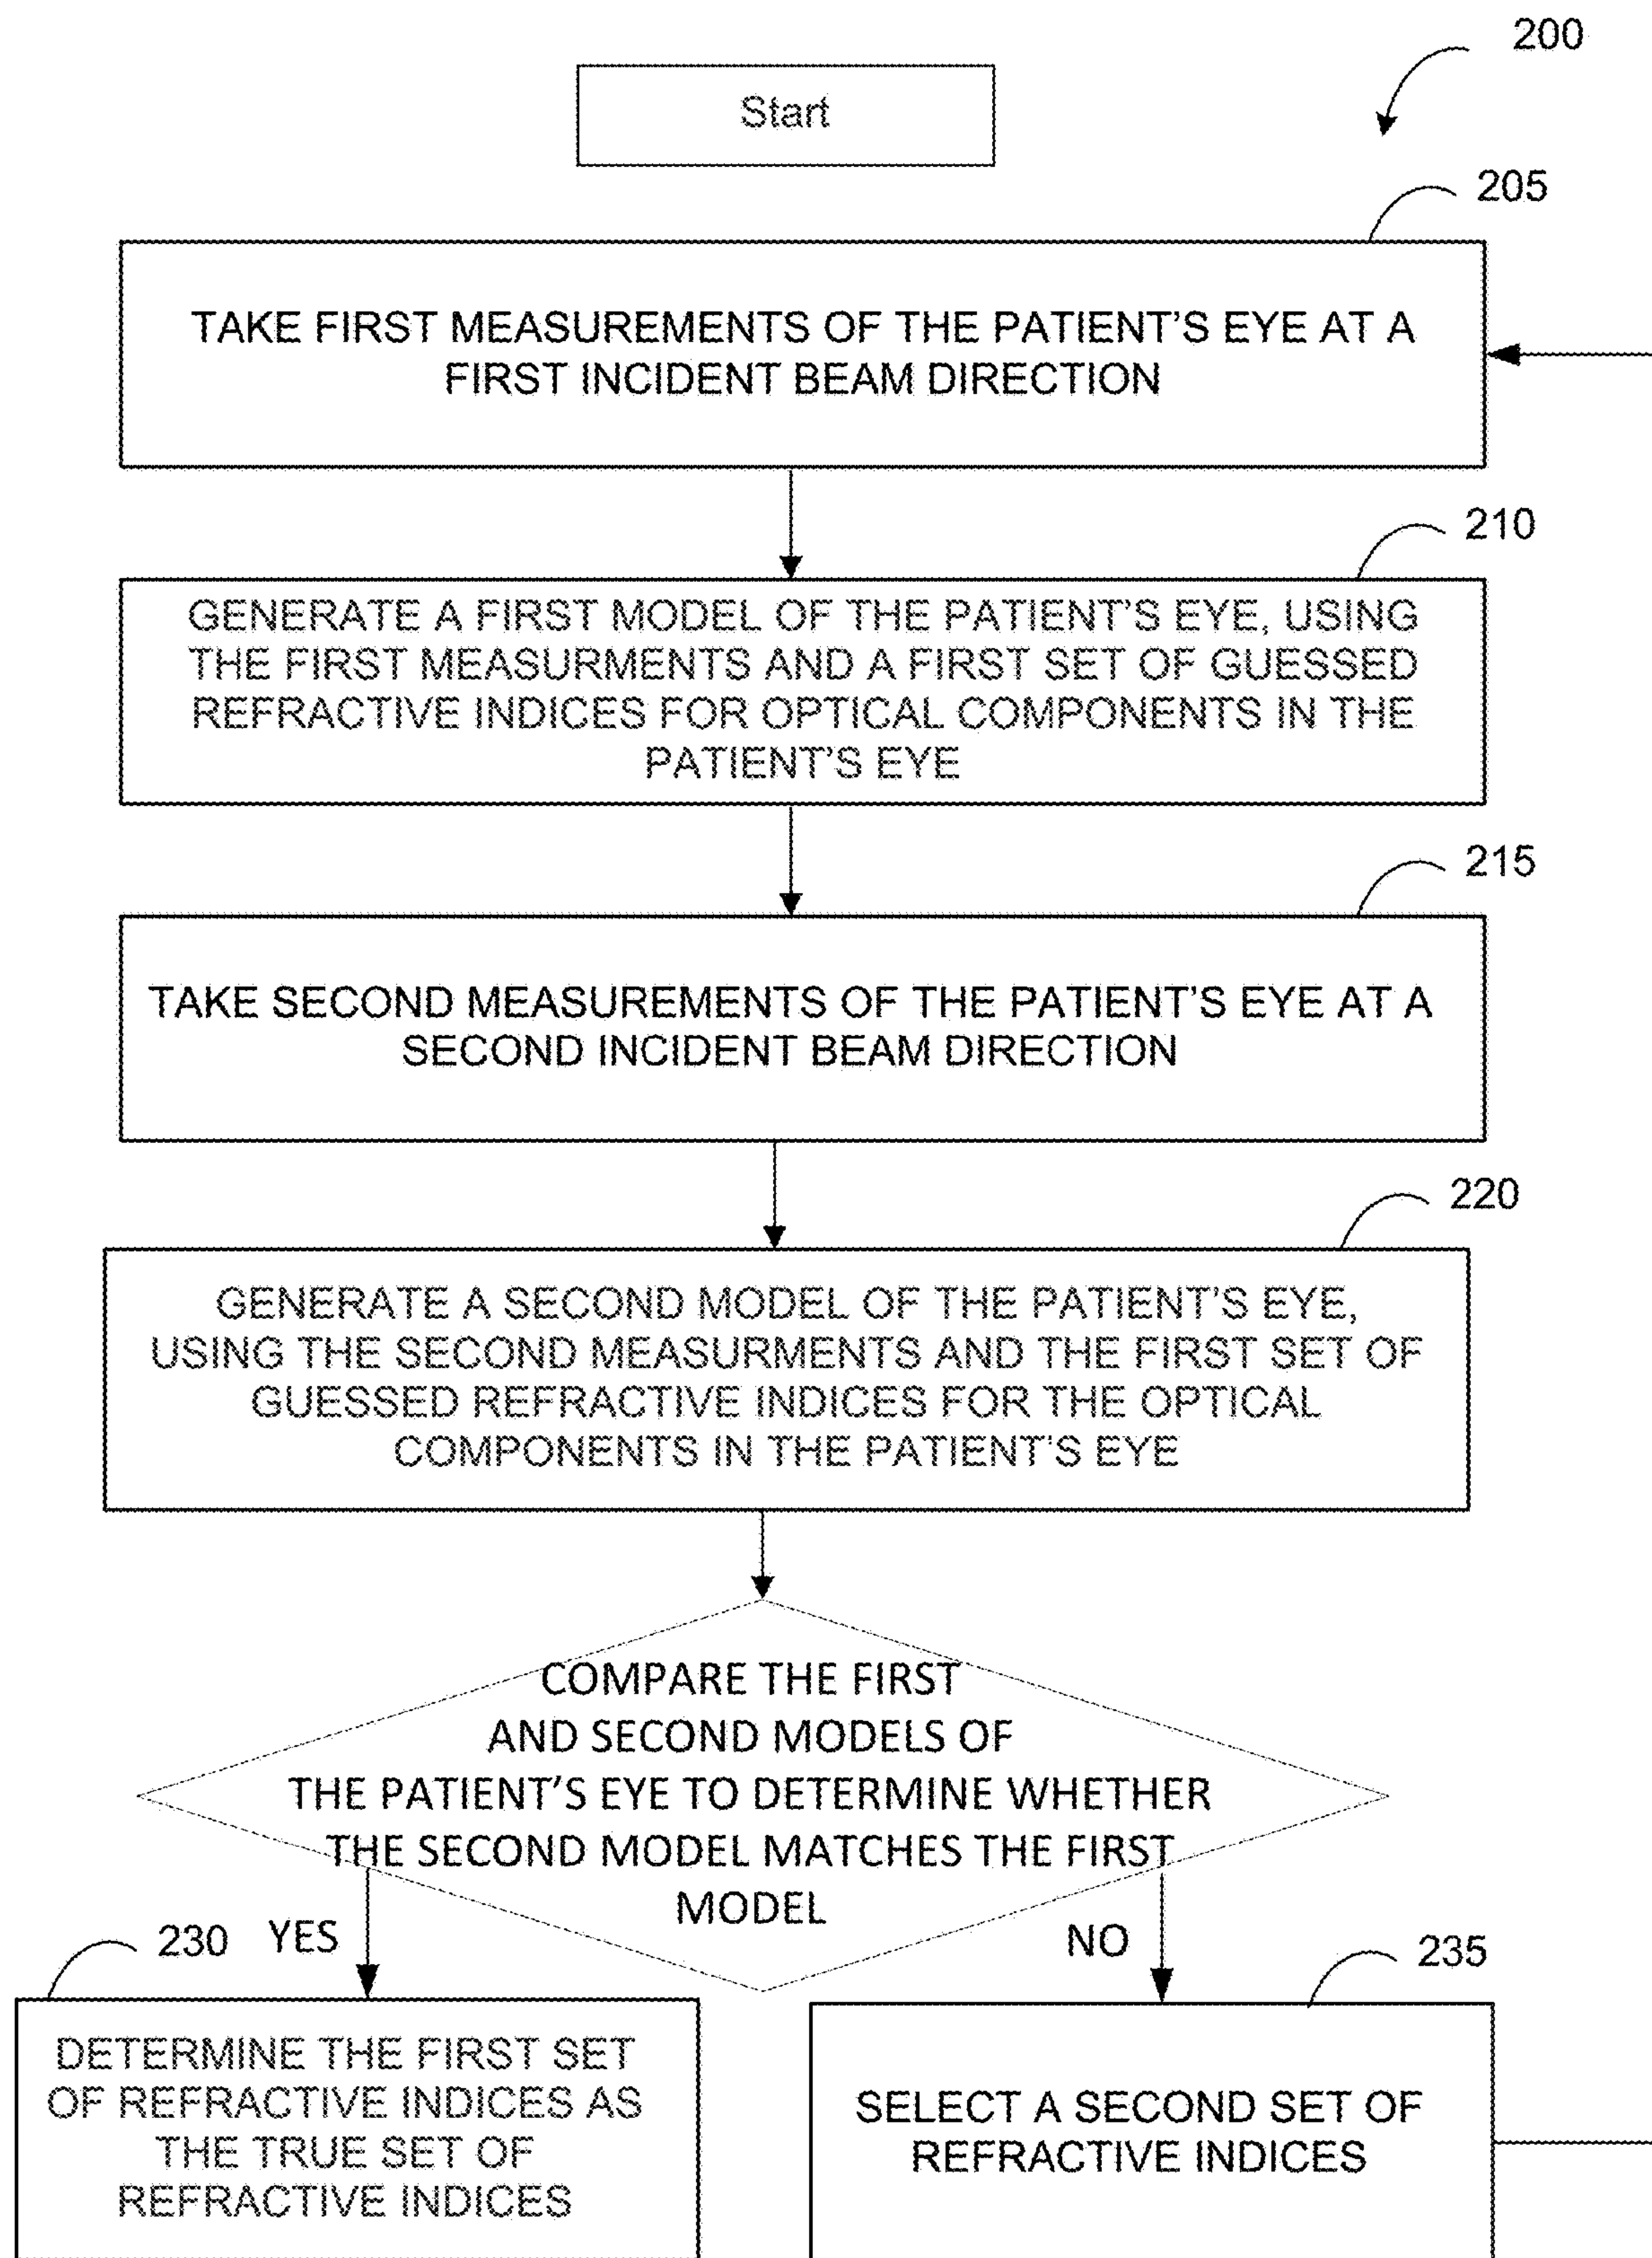 200
Start
205
TAKE FIRST MEASUREMENTS OF THE PATIENT'S EYE AT A
FIRST INCIDENT BEAM DIRECTION
210
GENERATE A FIRST MODEL OF THE PATIENT'S EYE, USING
THE FIRST MEASURMENTS AND A FIRST SET OF GUESSED
REFRACTIVE INDICES FOR OPTICAL COMPONENTS IN THE
PATIENT'S EYE
215
TAKE SECOND MEASUREMENTS OF THE PATIENT'S EYE AT A
SECOND INCIDENT BEAM DIRECTION
220
GENERATE A SECOND MODEL OF THE PATIENT'S EYE,
USING THE SECOND MEASURMENTS AND THE FIRST SET OF
GUESSED REFRACTIVE INDICES FOR THE OPTICAL
COMPONENTS IN THE PATIENT'S EYE
COMPARE THE FIRST
AND SECOND MODELS OF
THE PATIENT'S EYE TO DETERMINE WHETHER
THE SECOND MODEL MATCHES THE FIRST
MODEL
230
YES
NO
235
DETERMINE THE FIRST SET
OF REFRACTIVE INDICES AS
THE TRUE SET OF
REFRACTIVE INDICES
SELECT A SECOND SET OF
REFRACTIVE INDICES